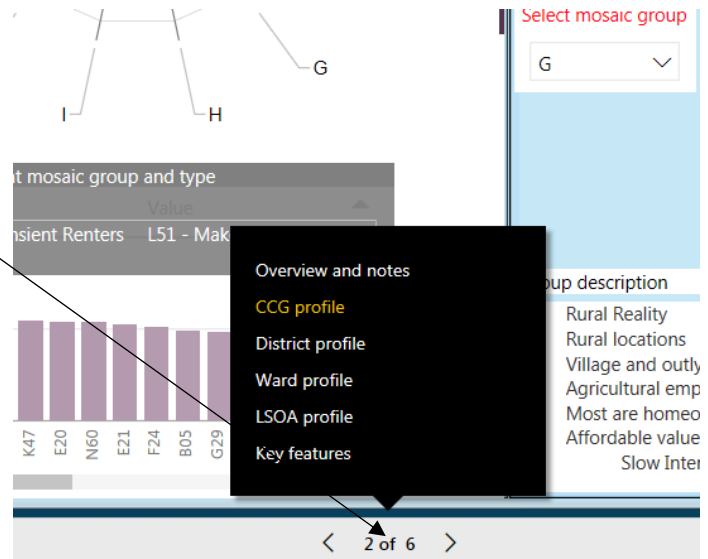 Select mosaic group
G
G
I
H
t mosaic group and type
Value
nsient Renters L51 - Mak
Overview and notes
CCG profile
District profile
Ward profile
LSOA profile
Key features
up description
Rural Reality
Rural locations
Village and outly
Agricultural emp
Most are homeo
Affordable value
Slow Inter
K47
E20
N60
E21
F24
B05
G29
2 of 6